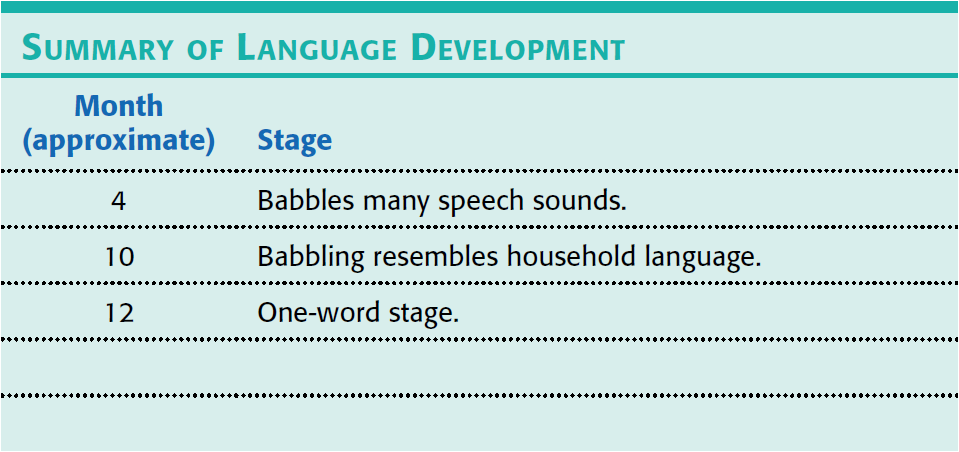 SUMMARY OF LANGUAGE DEVELOPMENT
Month
(approximate) Stage
4 Babbles many speech sounds.
10 Babbling resembles household language.
12 One-word stage.